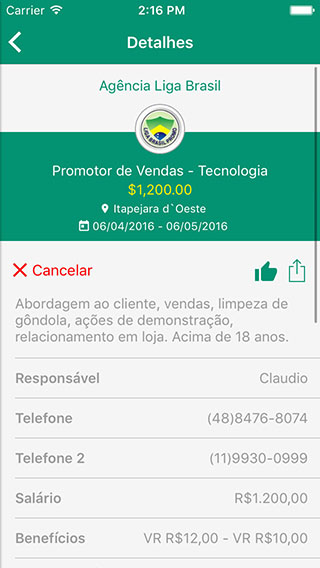 Carrier 2:16 PM
Detalhes
Agência Liga Brasil
LIGA BRASIL PROMO
Promotor de Vendas - Tecnologia
$1,200.00
Itapejara d`Oeste
06/04/2016 - 06/05/2016
Cancelar
Abordagem ao cliente, vendas, limpeza de
gôndola, ações de demonstração,
relacionamento em loja. Acima de 18 anos.
Responsável Claudio
Telefone (48)8476-8074
Telefone 2 (11)9930-0999
Salário R$1.200,00
Benefícios VR R$12,00 - VR R$10,00